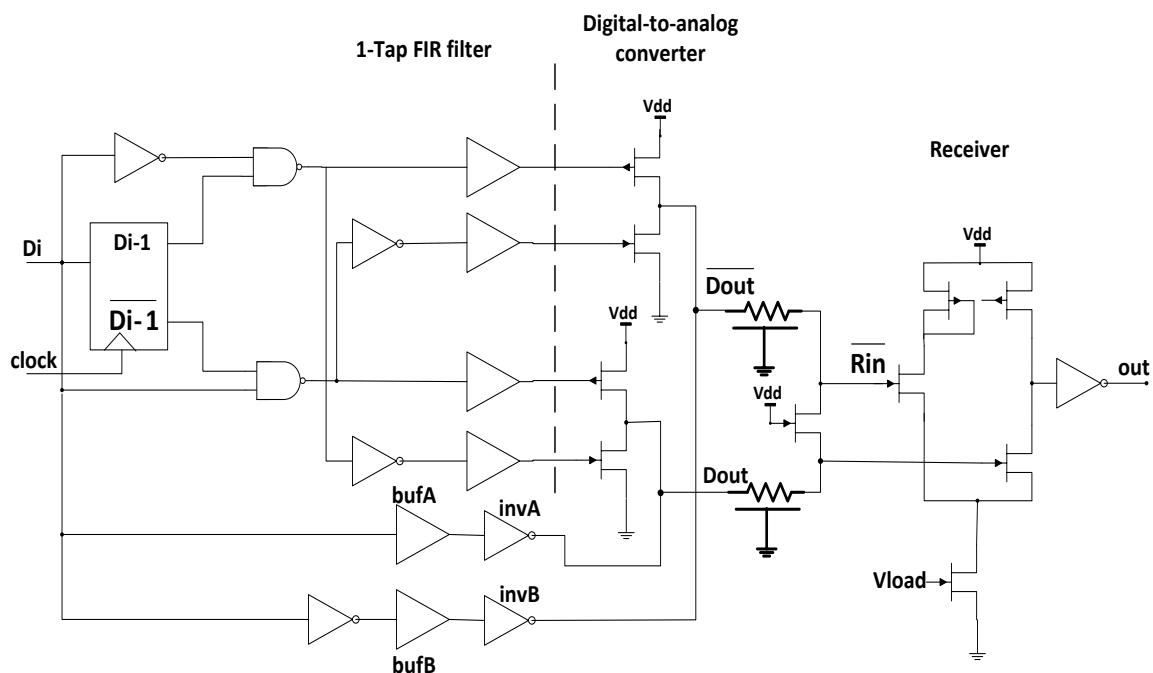 Digital-to-analog
converter
1-Tap FIR filter
Vdd
Receiver
Di
Di-1
Di-1
clock
Vdd
Dout
Vdd
Rin
Vdd
out
Dout
bufA
invA
Vload
invB
bufB